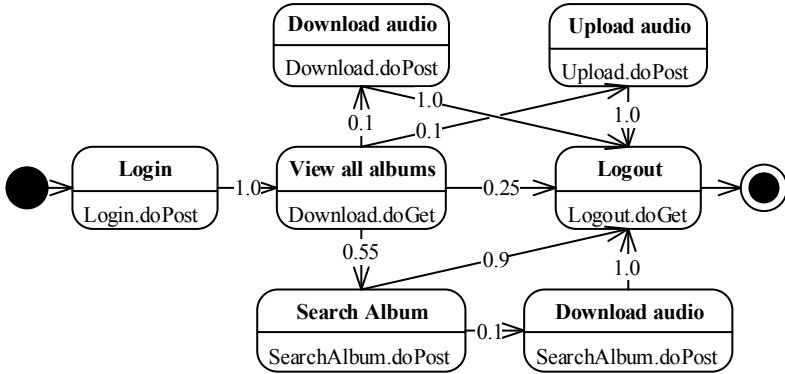 Download audio
Download.doPost
Upload audio
Upload.doPost
1.0
0.1
0.1
1.0
Login
Login.doPost
1.0
View all albums
Download.doGet
0.25
Logout
Logout.doGet
0.55
0.9
1.0
Search Album
SearchAlbum.doPost
0.1
Download audio
SearchAlbum.doPost